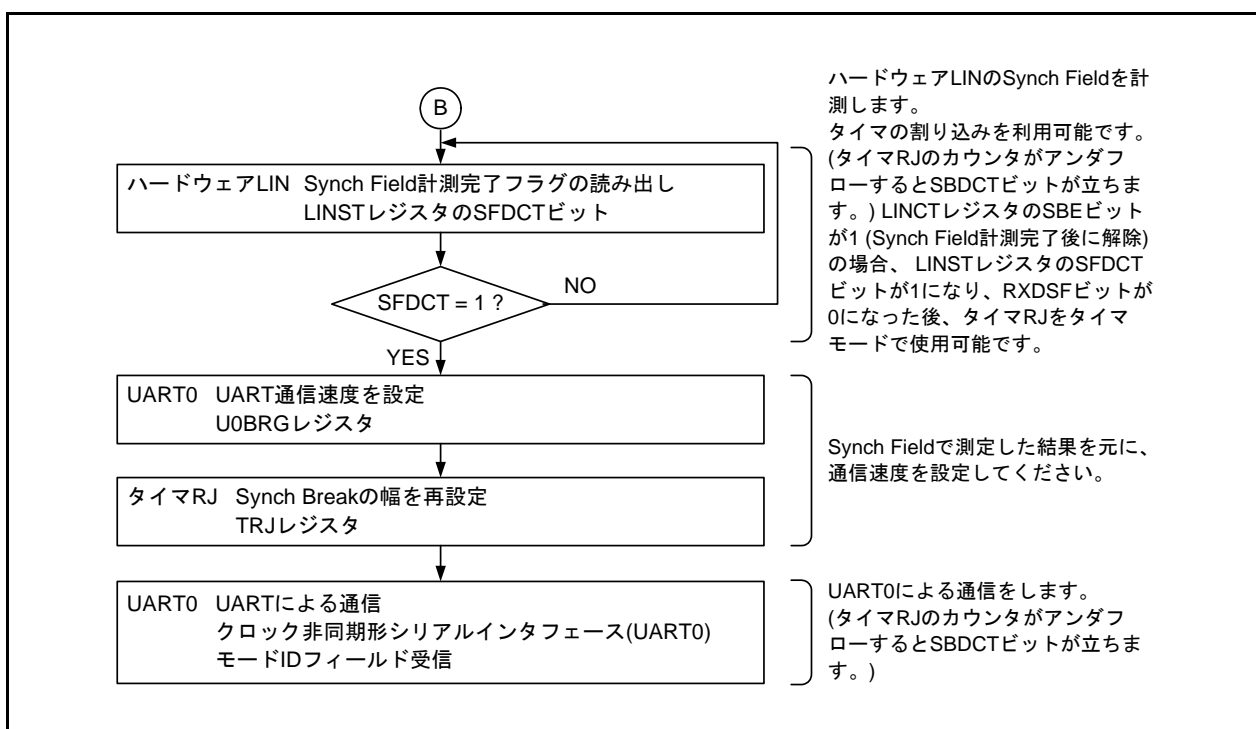 B
ハードウェアLIN Synch Field計測完了フラグの読み出し
LINSTレジスタのSFDCTビット
SFDCT = 1 ?
NO
YES
ハードウェアLINのSynch Fieldを計
測します。
タイマの割り込みを利用可能です。
(タイマRJのカウンタがアンダフ
ローするとSBDCTビットが立ちま
す。) LINCTレジスタのSBEビット
が1 (Synch Field計測完了後に解除)
の場合、 LINSTレジスタのSFDCT
ビットが1になり、RXDSFビットが
0になった後、タイマRJをタイマ
モードで使用可能です。
UART0 UART通信速度を設定
U0BRGレジスタ
タイマRJ Synch Breakの幅を再設定
TRJレジスタ
Synch Fieldで測定した結果を元に、
通信速度を設定してください。
UART0 UARTによる通信
クロック非同期形シリアルインタフェース(UART0)
モードIDフィールド受信
UART0による通信をします。
(タイマRJのカウンタがアンダフ
ローするとSBDCTビットが立ちま
す。)